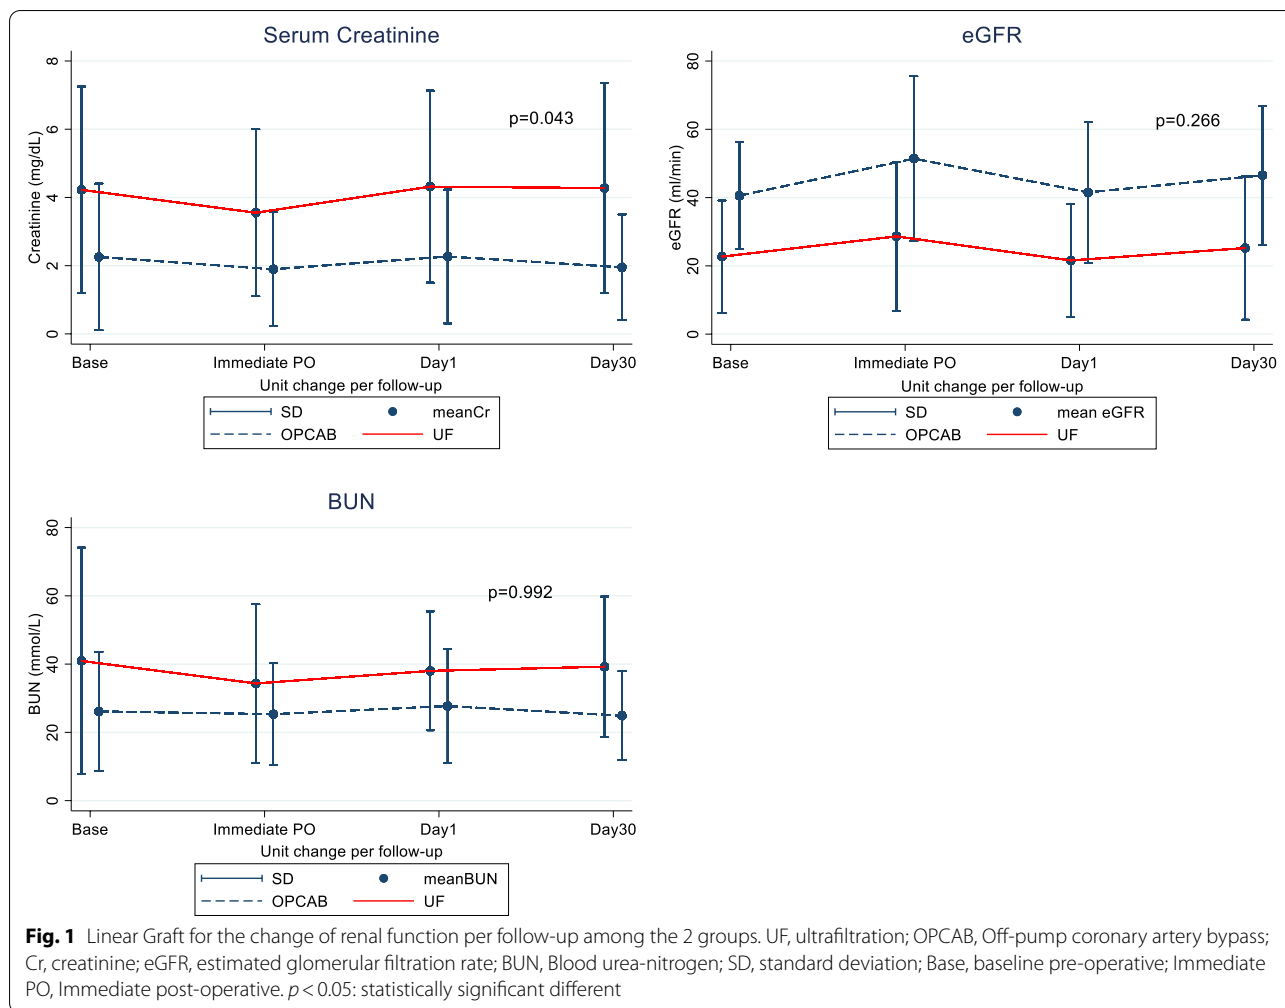 Serum Creatinine
8
6
4
2
0
Creatinine (mg/dL)
p=0.043
Base Immediate PO Day1 Day30
Unit change per follow-up
SD meanCr
OPCAB UF
eGFR
80
60
40
20
0
eGFR (ml/min)
p=0.266
Base Immediate PO Day1 Day30
Unit change per follow-up
SD mean eGFR
OPCAB UF
BUN
80
60
40
20
0
BUN (mmol/L)
p=0.992
Base Immediate PO Day1 Day30
Unit change per follow-up
SD meanBUN
OPCAB UF
Fig. 1 Linear Graft for the change of renal function per follow-up among the 2 groups. UF, ultrafiltration; OPCAB, Off-pump coronary artery bypass;
Cr, creatinine; eGFR, estimated glomerular filtration rate; BUN, Blood urea-nitrogen; SD, standard deviation; Base, baseline pre-operative; Immediate
PO, Immediate post-operative. p < 0.05: statistically significant different